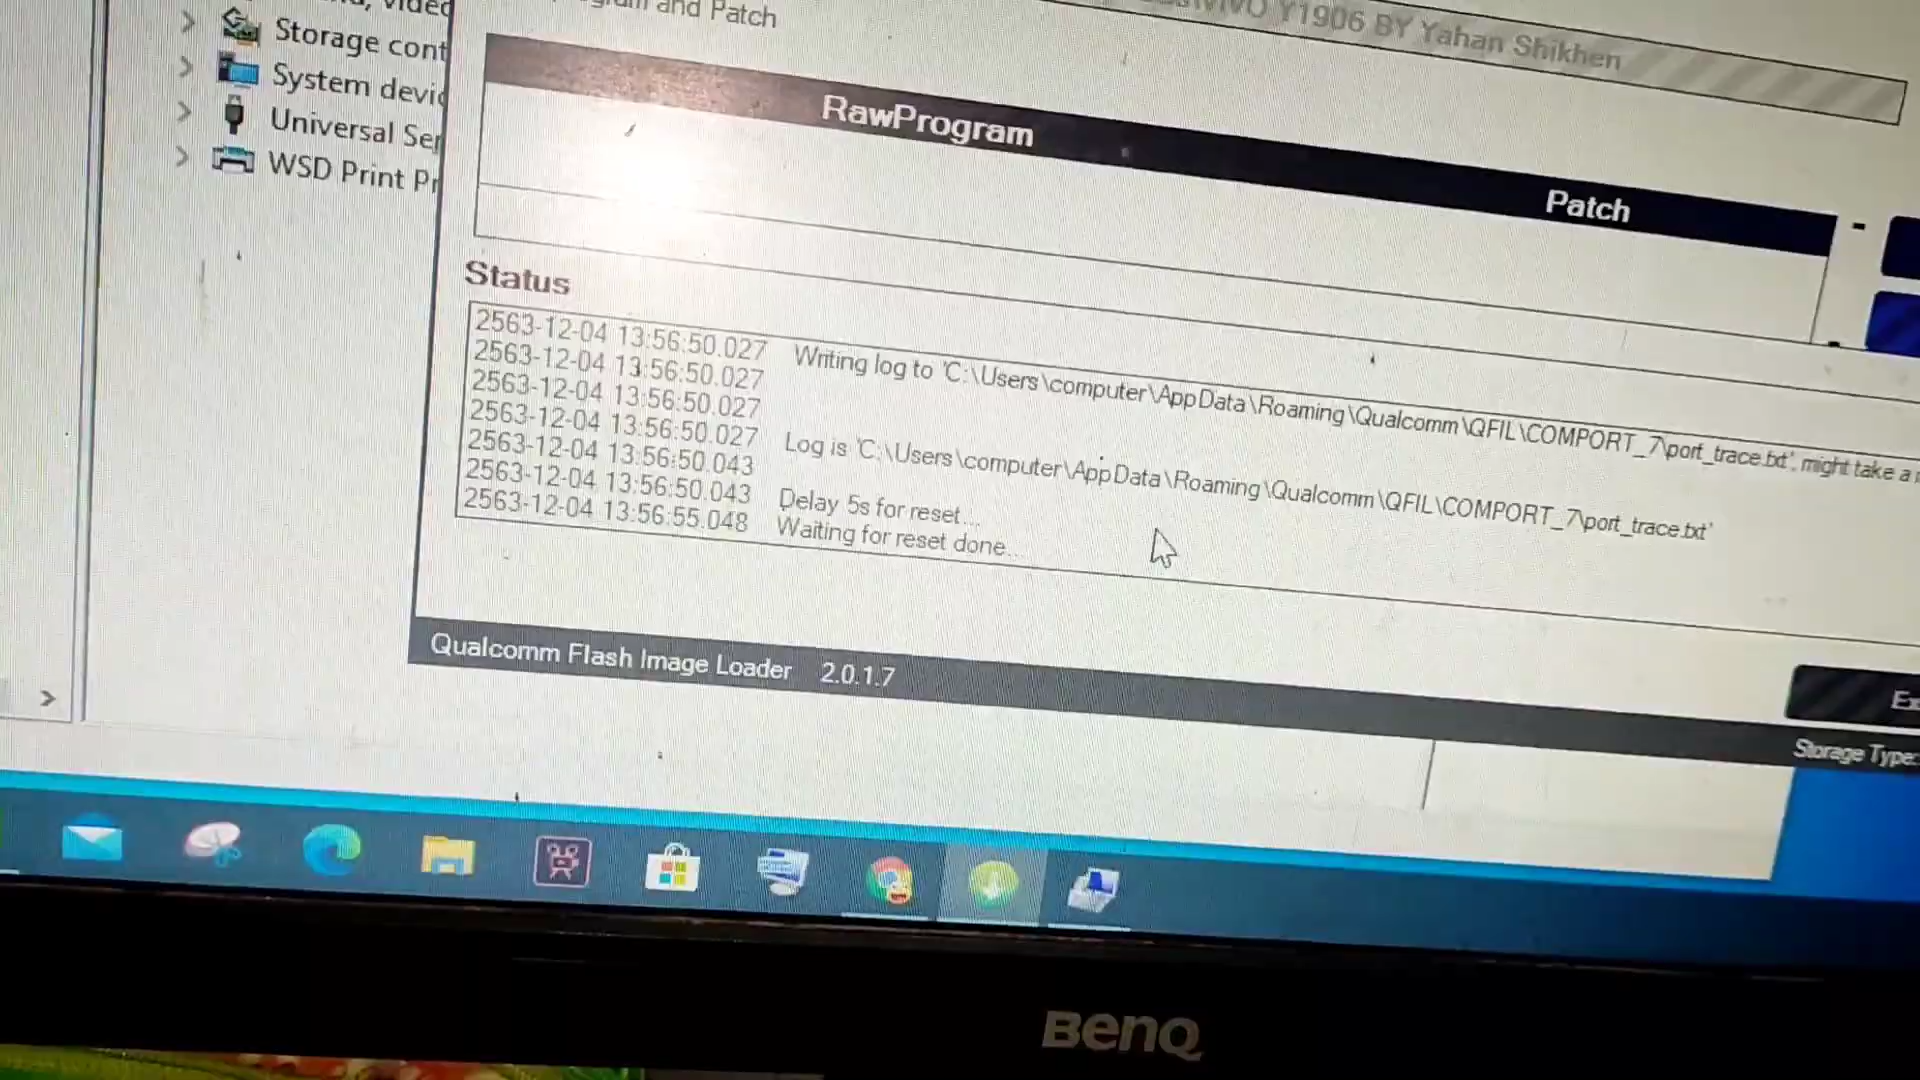 and Patch
VIVO Y1906 BY Yahan Shikhen
Storage cont
System devic
Universal Ser
WSD Print Pr
RawProgram
Patch
Status
2563-12-04 13:56:50.027
2563-12-04 13:56:50.027 Writing log to 'C:\Users\computer\AppData\Roaming\Qualcomm\QFIL\COMPORT_7\port_trace.txt', might take a
2563-12-04 13:56:50.027
2563-12-04 13:56:50.027
2563-12-04 13:56:50.043 Log is 'C:\Users\computer\AppData\Roaming\Qualcomm\QFIL\COMPORT_7\port_trace.txt'
2563-12-04 13:56:50.043 Delay 5s for reset...
2563-12-04 13:56:55.048 Waiting for reset done...
Qualcomm Flash Image Loader 2.0.1.7
Ex
Storage Type:
BenQ